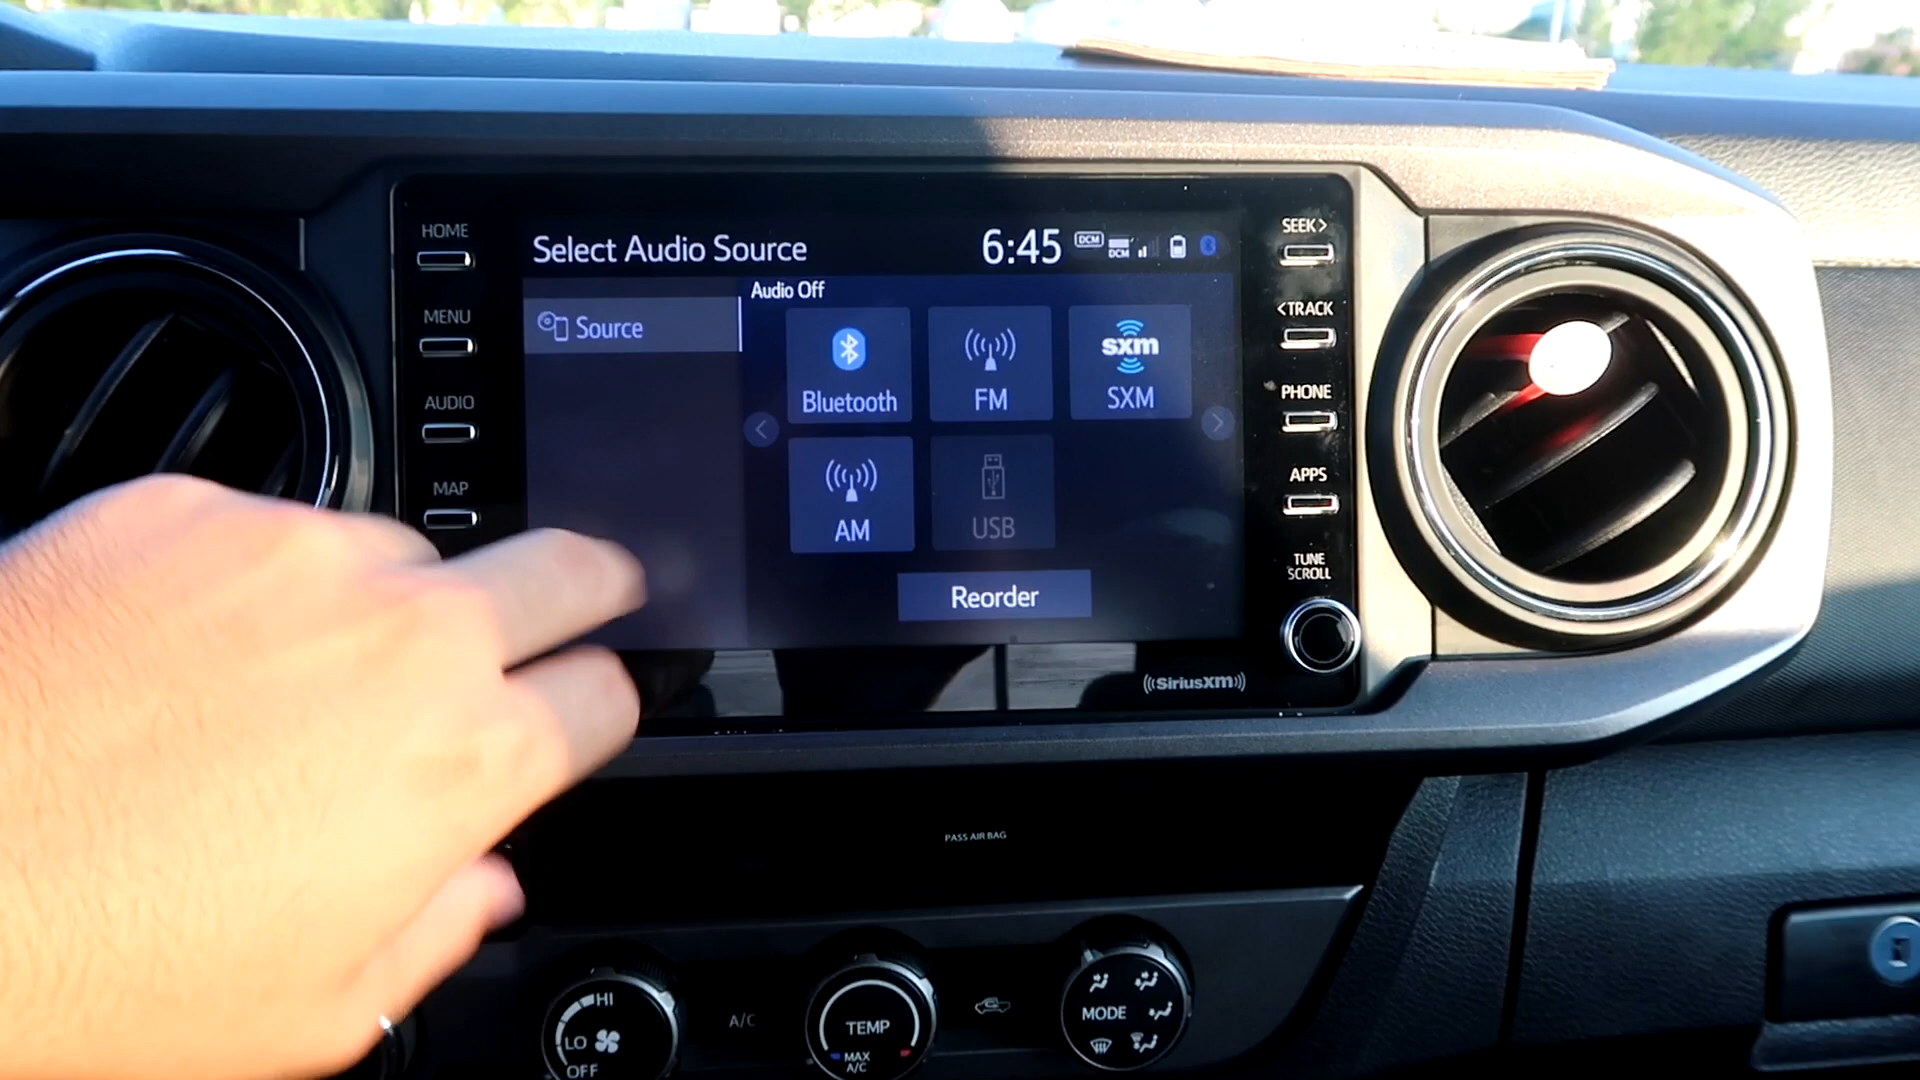 HOME
MENU
AUDIO
MAP
Select Audio Source
6:45
DCM
DCM
Audio Off
Source
Bluetooth
FM
sxm
SXM
AM
USB
Reorder
SEEK>
<TRACK
PHONE
APPS
TUNE
SCROLL
((SiriusXM))
PASS AIR BAG
HI
LO
OFF
A/C
TEMP
MAX
A/C
MODE